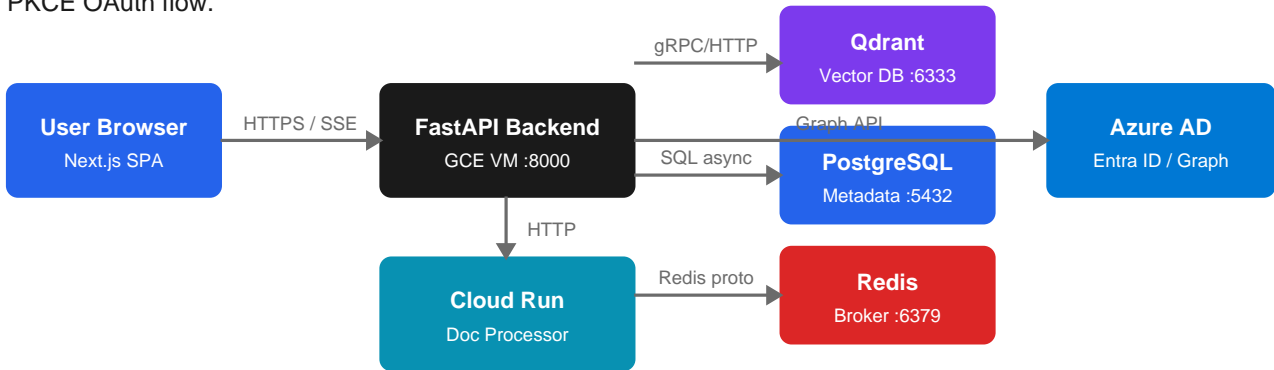 PKCE OAuth flow.
gRPC/HTTP
Qdrant
Vector DB :6333
User Browser
Next.js SPA
HTTPS / SSE
FastAPI Backend
GCE VM :8000
Graph API
SQL async
PostgreSQL
Metadata :5432
Azure AD
Entra ID / Graph
HTTP
Cloud Run
Doc Processor
Redis proto
Redis
Broker :6379